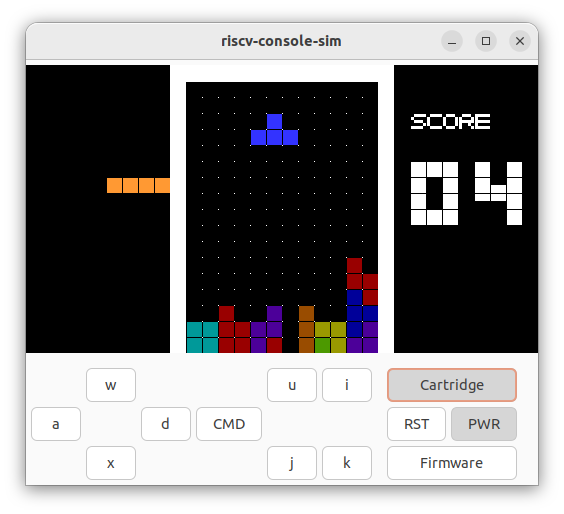 riscv-console-sim
SCORE
04
w
u
i
Cartridge
a
d
CMD
RST
PWR
x
j
k
Firmware